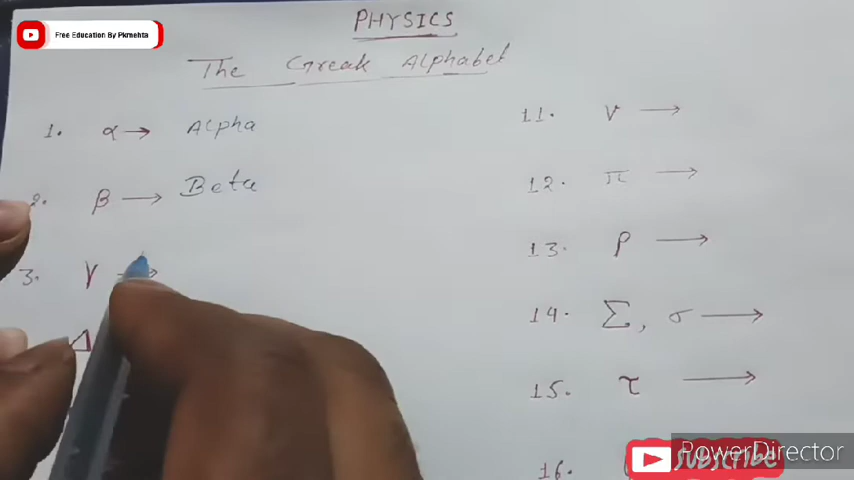 Free Education By Pkmehta
PHYSICS
The Greak Alphabet
1. α → Alpha
2. β → Beta
3. γ →
Δ
11. ν →
12. π →
13. ρ →
14. Σ, σ →
15. τ →
16.
PowerDirector
SUBSCRIBE